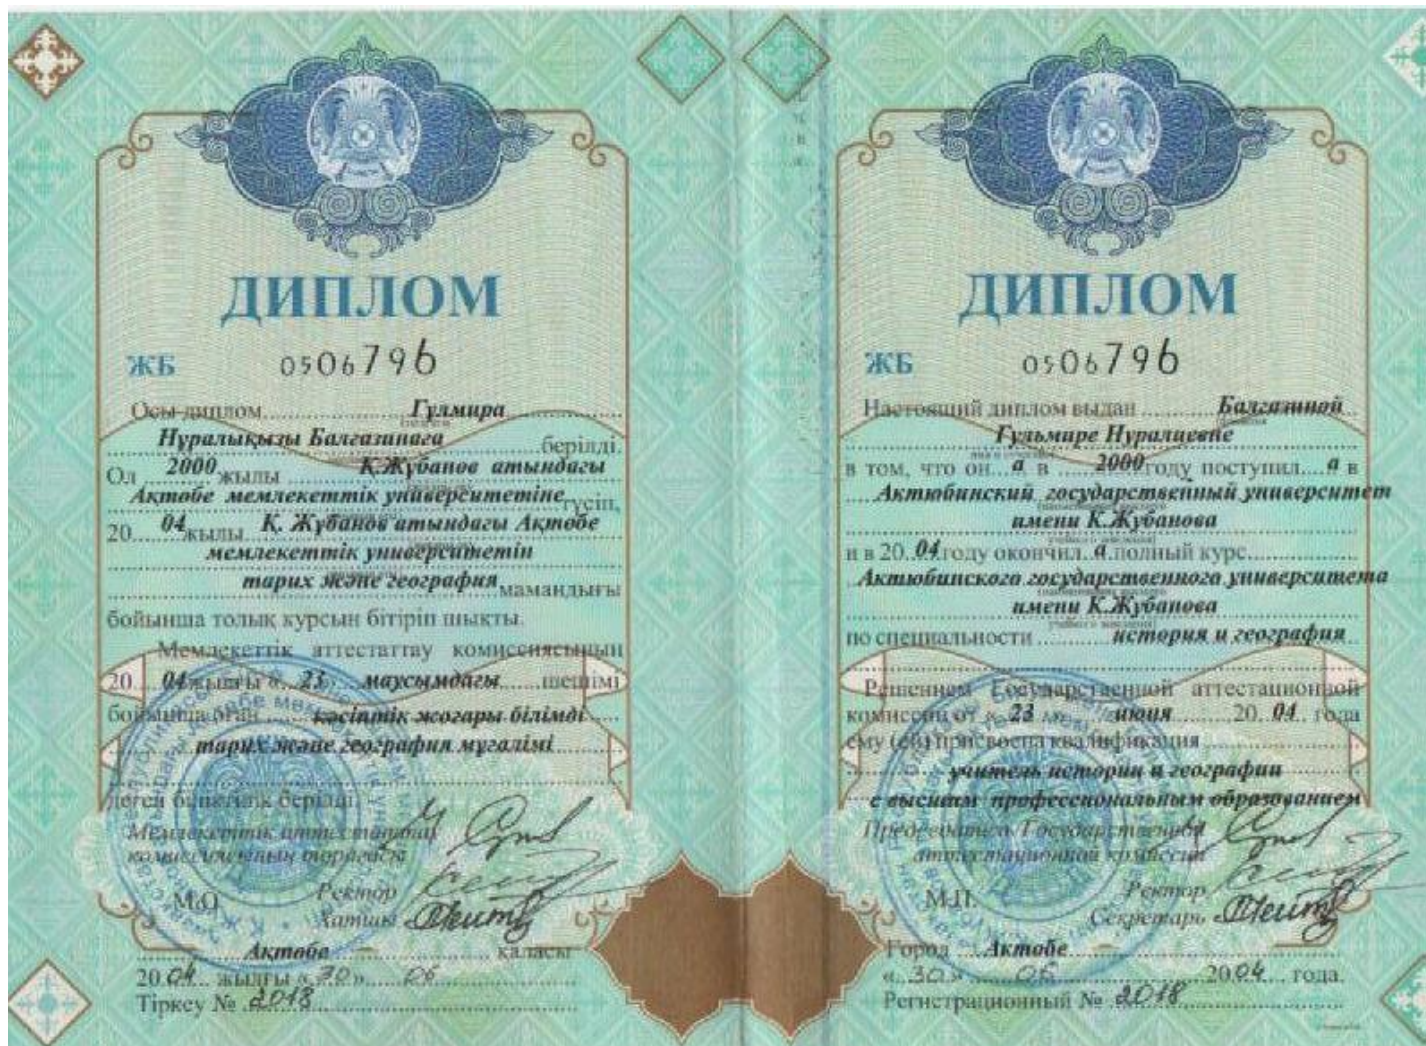 ДИПЛОМ
ЖБ 0506796
Осы диплом Гүлмира
Нұралықызы Балгазинаға
берілді.
Ол 2000 жылы Қ.Жұбанов атындағы
Ақтөбе мемлекеттік университетіне түсіп,
20 04 жылы Қ. Жұбанов атындағы Ақтөбе
мемлекеттік университетін
тарих және география мамандығы
бойынша толық курсын бітіріп шықты.
Мемлекеттік аттестаттау комиссиясының
20 04 жылғы « 23 » маусымдағы шешімі
бойынша оған кәсіптік жоғары білімді
тарих және география мұғалімі
деген біліктілік берілді.
Мемлекеттік аттестаттау
комиссиясының төрағасы
М.О. Ректор
Хатшы
Ақтөбе қаласы
20 04 жылғы « 30 » 06
Тіркеу № 2018
ДИПЛОМ
ЖБ 0506796
Настоящий диплом выдан Балгазиной
Гульмире Нуралиевне
в том, что он а в 2000 году поступил а в
Актюбинский государственный университет
имени К.Жубанова
и в 20 04 году окончил а полный курс
Актюбинского государственного университета
имени К.Жубанова
по специальности история и география
Решением Государственной аттестационной
комиссии от « 23 » июня 20 04 года
ему (ей) присвоена квалификация
учитель истории и географии
с высшим профессиональным образованием
Председатель Государственной
аттестационной комиссии
М.П. Ректор
Секретарь
Город Актобе
« 30 » 06 20 04 года.
Регистрационный № 2018